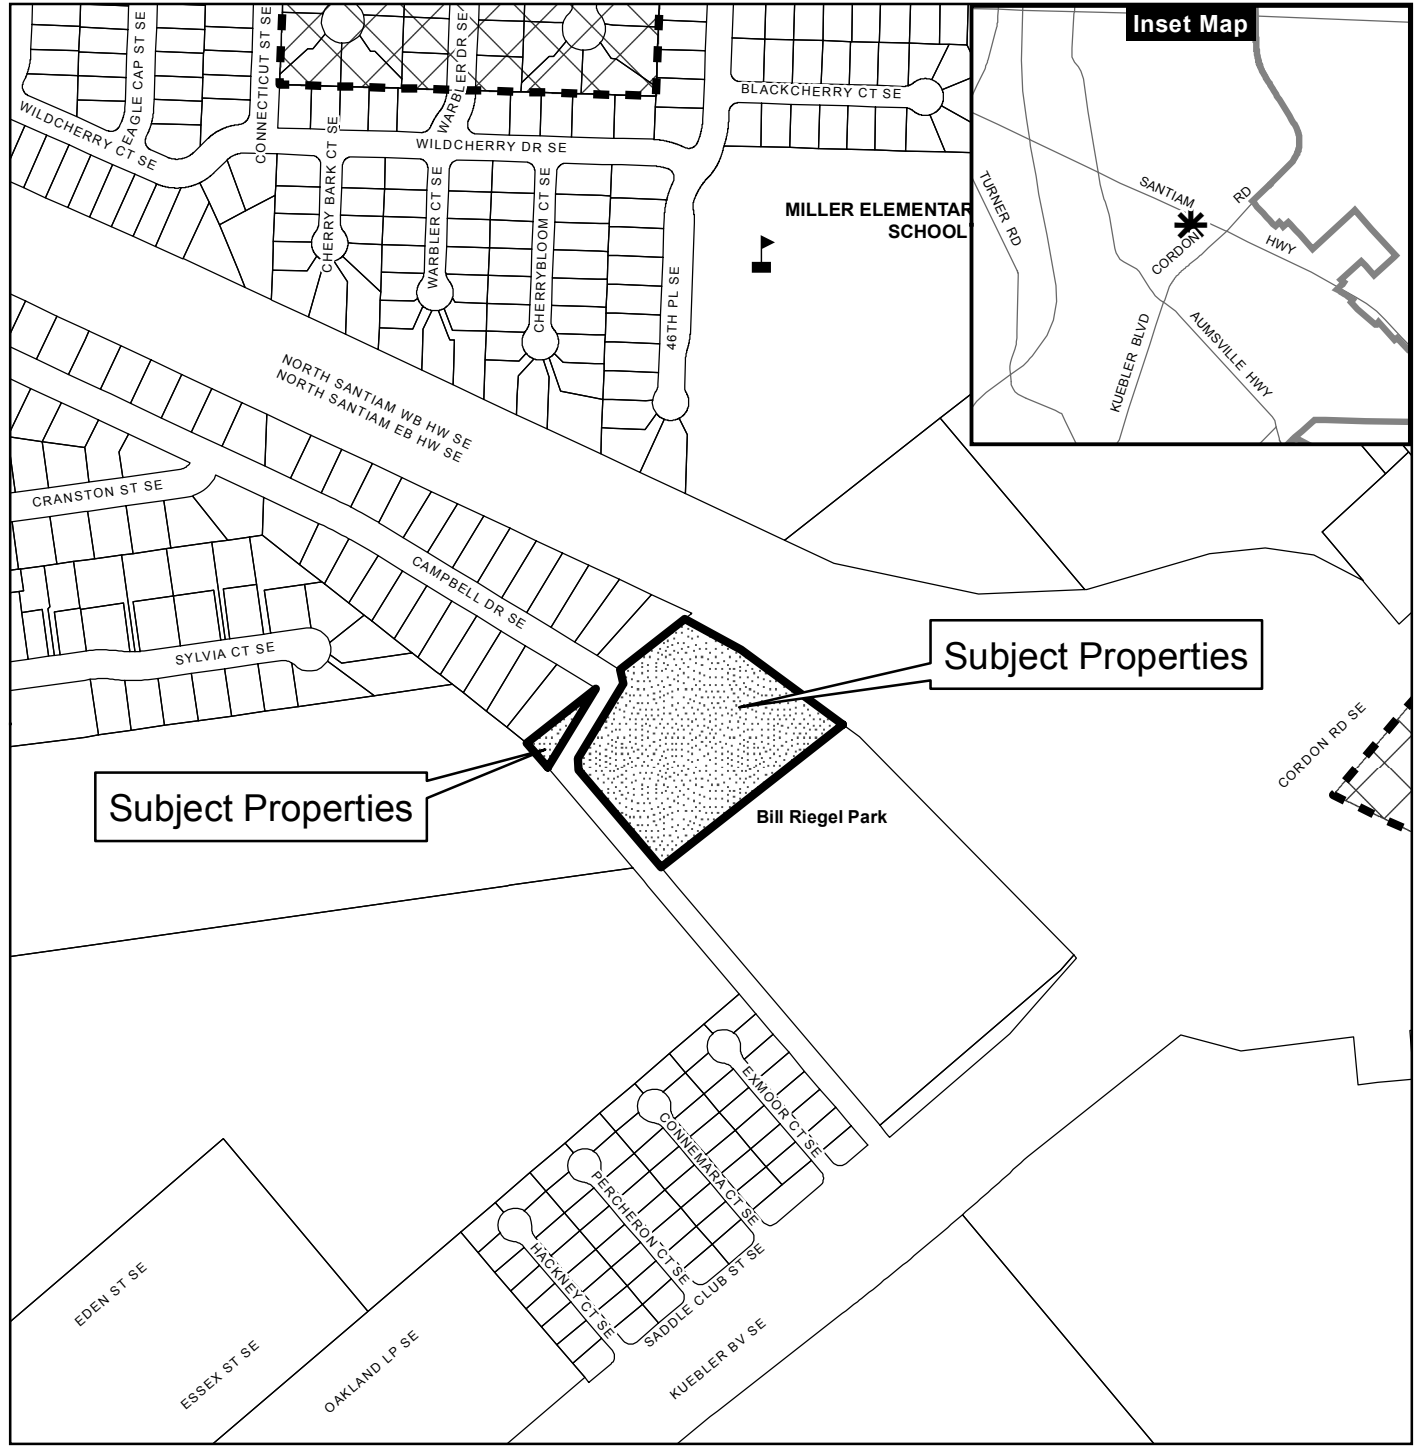 Inset Map
SANTIAM
RD
HWY
TURNER RD
CORDON
KUEBLER BLVD
AUMSVILLE HWY
EAGLE CAP ST SE
CONNECTICUT ST SE
WARBLER DR SE
BLACKCHERRY CT SE
WILDCHERRY CT SE
WILDCHERRY DR SE
CHERRY BARK CT SE
WARBLER CT SE
CHERRYBLOOM CT SE
46TH PL SE
MILLER ELEMENTAR
SCHOOL
NORTH SANTIAM WB HW SE
NORTH SANTIAM EB HW SE
CRANSTON ST SE
CAMPBELL DR SE
SYLVIA CT SE
Subject Properties
Subject Properties
Bill Riegel Park
CORDON RD SE
EXMOOR CT SE
CONNEMARA CT SE
PERCHERON CT SE
HACKNEY CT SE
SADDLE CLUB ST SE
EDEN ST SE
ESSEX ST SE
OAKLAND LP SE
KUEBLER BV SE